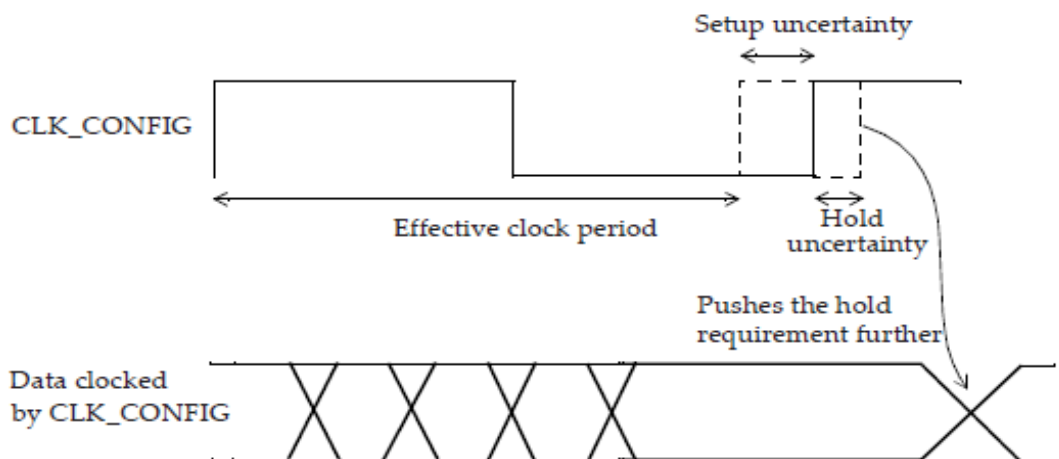 Setup uncertainty
CLK_CONFIG
Effective clock period
Hold
uncertainty
Pushes the hold
requirement further
Data clocked
by CLK_CONFIG